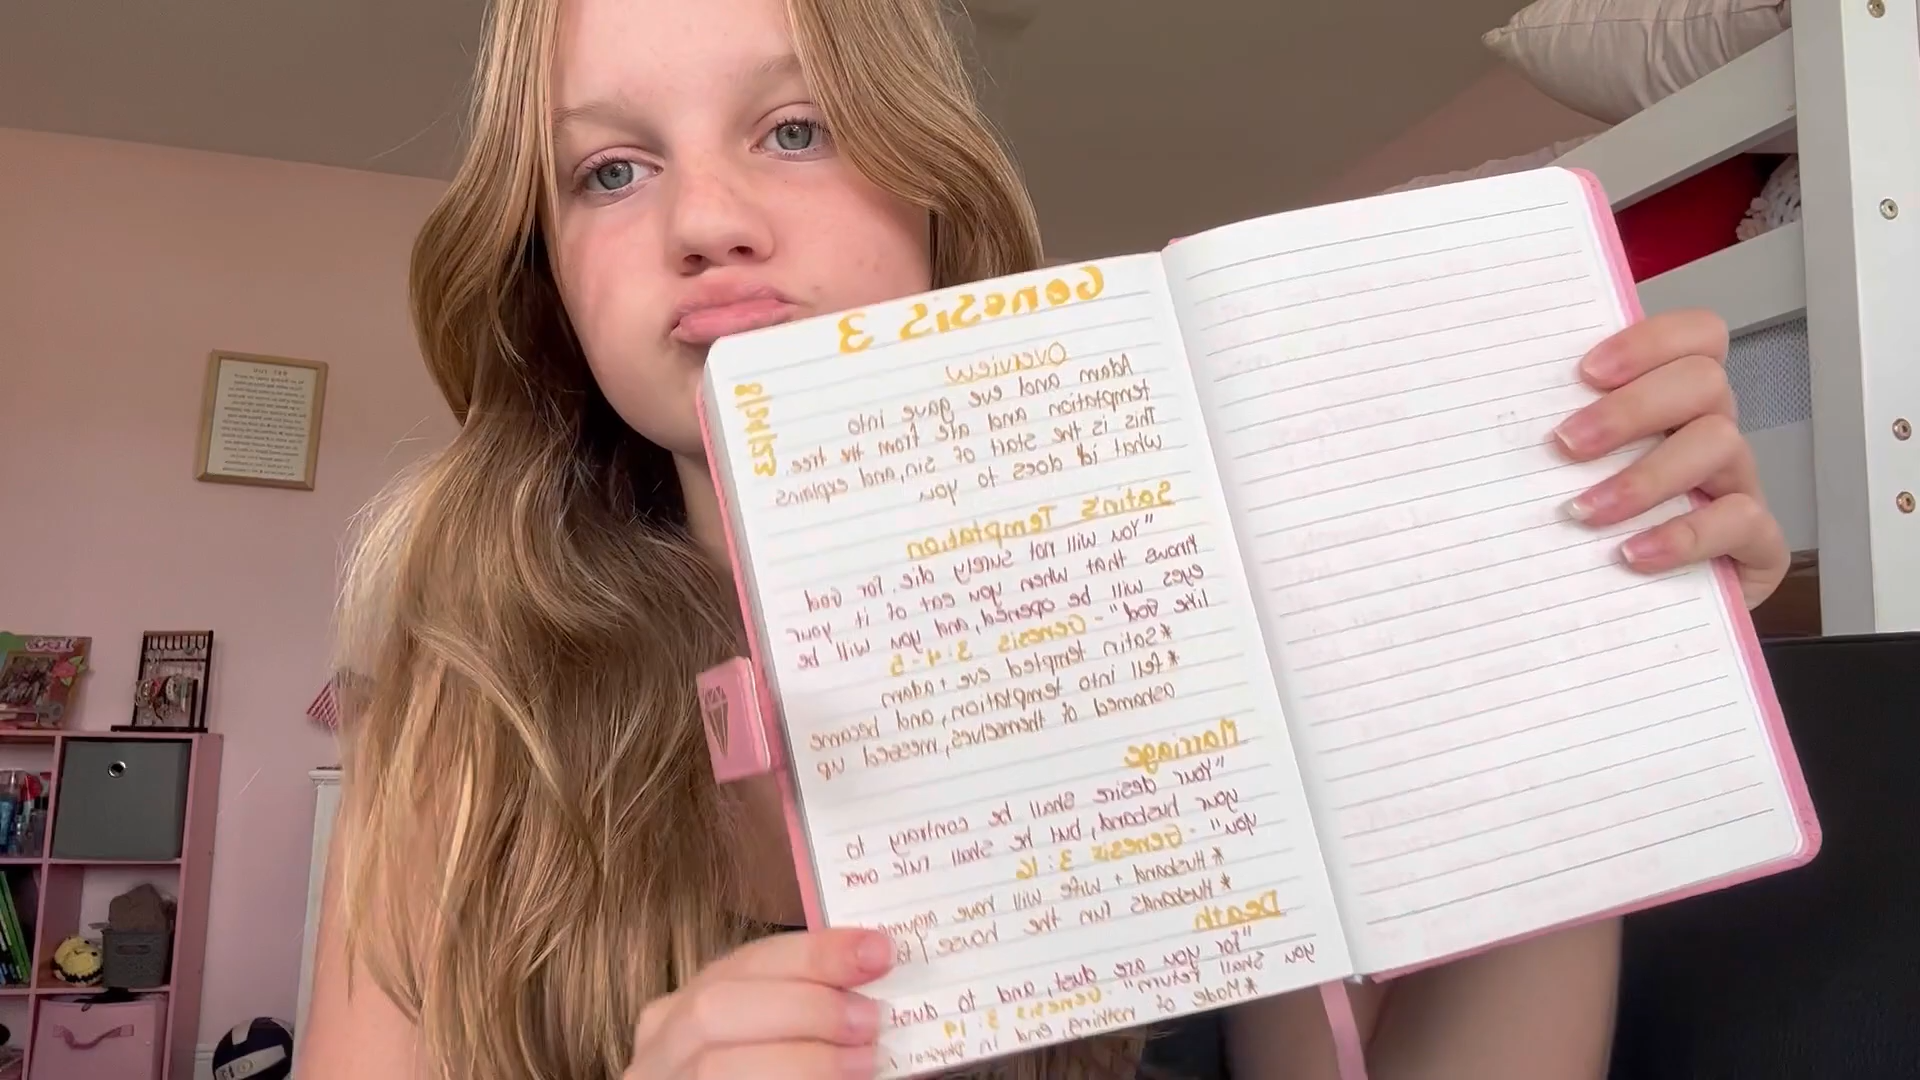 Genesis 3
8/24/23
Overview
Adam and eve gave into
temptation and ate from the tree.
This is the start of sin, and explains
what id does to you
Satin's Temptation
"You will not surely die. For God
knows that when you eat of it your
eyes will be opened, and you will be
like God" - Genesis 3:4-5
*Satin tempted eve + adam
*fell into temptation, and became
ashamed of themselves, messed up
Marriage
"Your desire shall be contrary to
your husband, but he shall rule over
you" - Genesis 3:16
*Husband + wife will have
*Husbands run the house /
Death
"for you are dust, and to dust
you shall return" - Genesis 3:19
*Made of nothing, end in physical